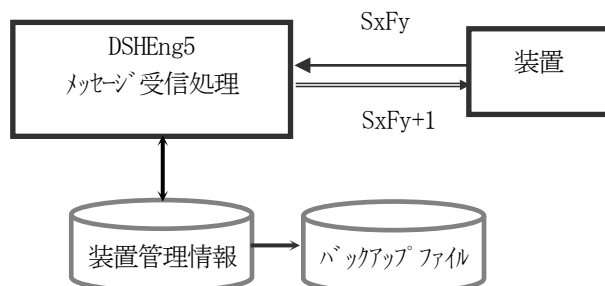 SxFy
DSHEng5
メッセージ受信処理
装置
SxFy+1
装置管理情報
バックアップファイル